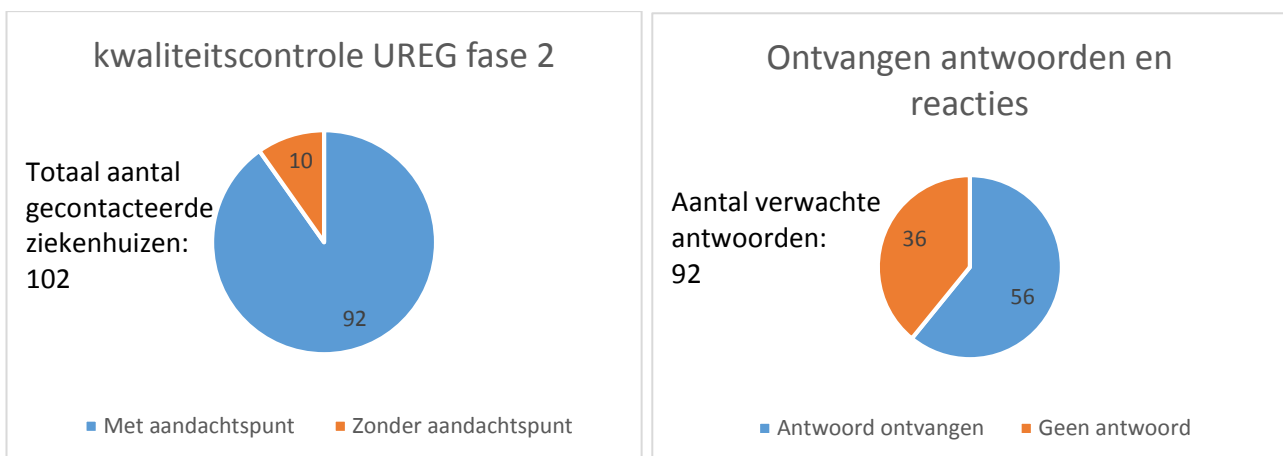 kwaliteitscontrole UREG fase 2
Totaal aantal
gecontacteerde
ziekenhuizen:
102
10
92
Met aandachtspunt
Zonder aandachtspunt
Ontvangen antwoorden en
reacties
Aantal verwachte
antwoorden:
92
36
56
Antwoord ontvangen
Geen antwoord